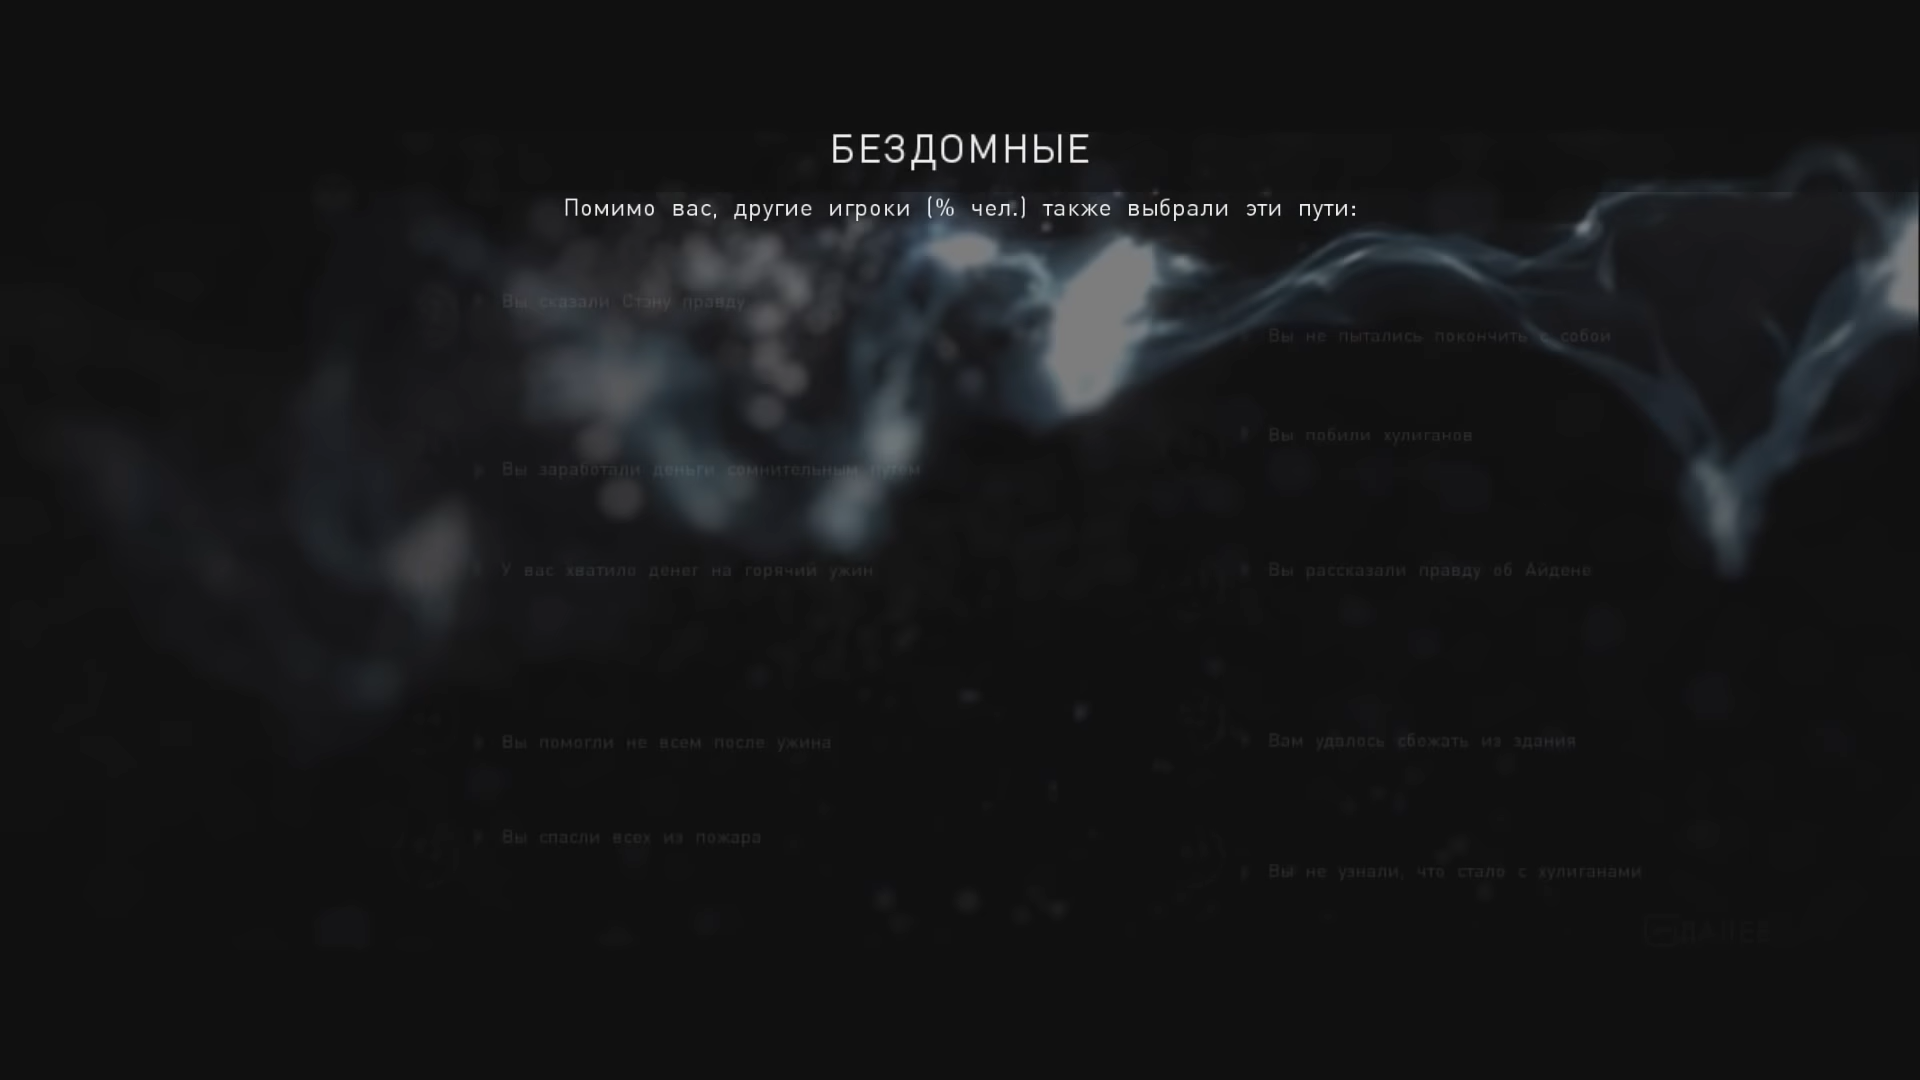 БЕЗДОМНЫЕ
Помимо вас, другие игроки (% чел.) также выбрали эти пути:
Вы сказали Стэну правду
Вы заработали деньги сомнительным путем
У вас хватило денег на горячий ужин
Вы помогли не всем после ужина
Вы спасли всех из пожара
Вы не пытались покончить с собой
Вы побили хулиганов
Вы рассказали правду об Айдене
Вам удалось сбежать из здания
Вы не узнали, что стало с хулиганами
ДАЛЕЕ